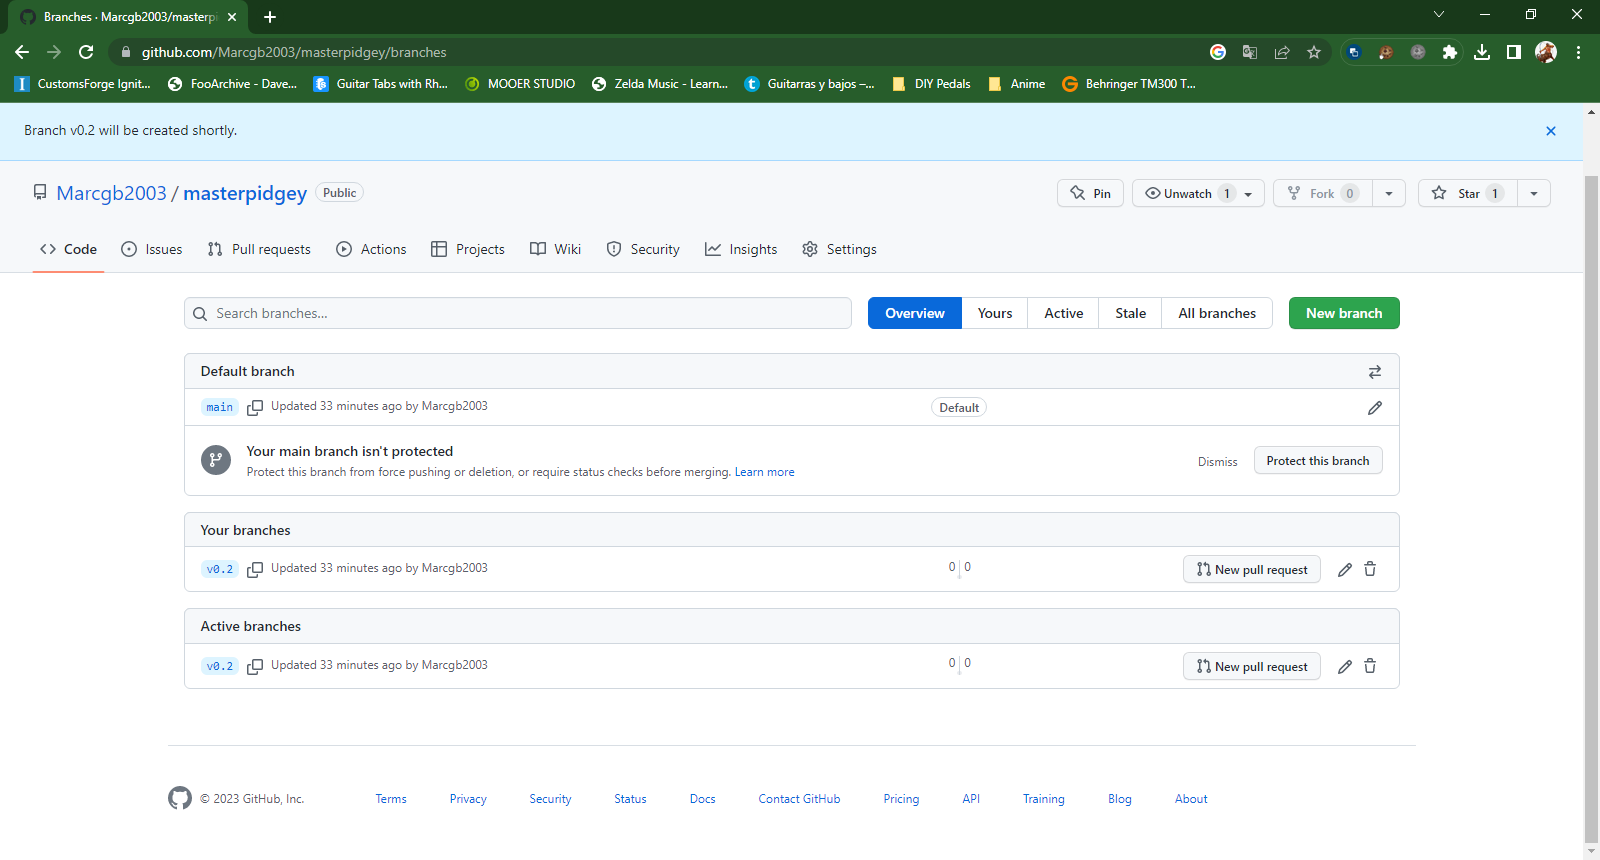 Branches · Marcgb2003/masterpi
github.com/Marcgb2003/masterpidgey/branches
CustomsForge Ignit... FooArchive - Dave... Guitar Tabs with Rh... MOOER STUDIO Zelda Music - Learn... Guitarras y bajos –... DIY Pedals Anime Behringer TM300 T...
Branch v0.2 will be created shortly.
Marcgb2003 / masterpidgey Public Pin Unwatch 1 Fork 0 Star 1
Code Issues Pull requests Actions Projects Wiki Security Insights Settings
Search branches... Overview Yours Active Stale All branches New branch
Default branch
main Updated 33 minutes ago by Marcgb2003 Default
Your main branch isn't protected
Protect this branch from force pushing or deletion, or require status checks before merging. Learn more
Dismiss Protect this branch
Your branches
v0.2 Updated 33 minutes ago by Marcgb2003 0 0 New pull request
Active branches
v0.2 Updated 33 minutes ago by Marcgb2003 0 0 New pull request
© 2023 GitHub, Inc. Terms Privacy Security Status Docs Contact GitHub Pricing API Training Blog About